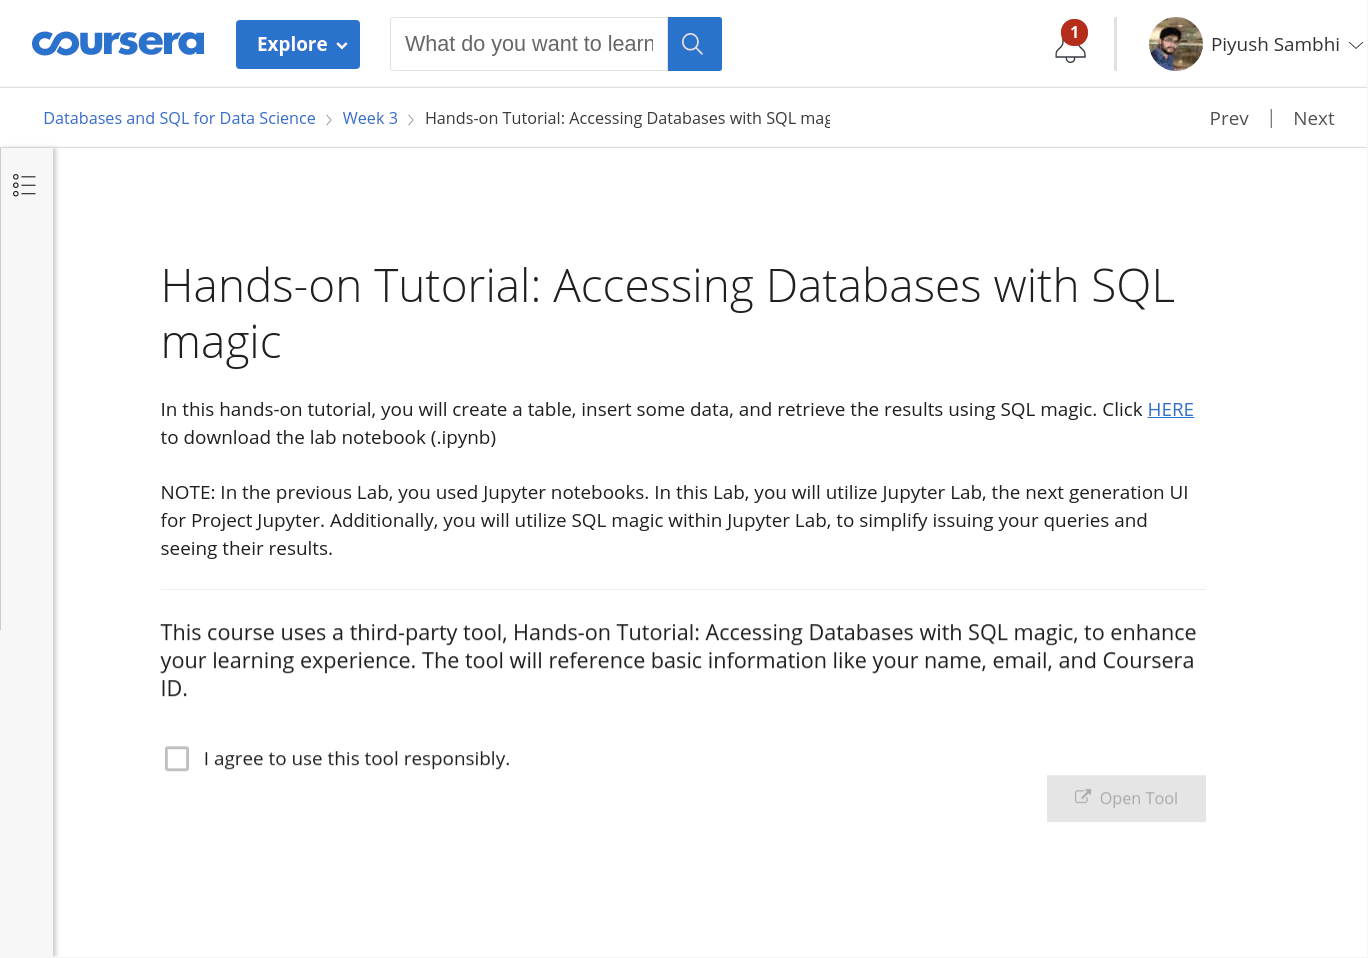 coursera
Explore
What do you want to learn
1
Piyush Sambhi
Databases and SQL for Data Science
Week 3
Hands-on Tutorial: Accessing Databases with SQL mag
Prev
Next
Hands-on Tutorial: Accessing Databases with SQL
magic
In this hands-on tutorial, you will create a table, insert some data, and retrieve the results using SQL magic. Click HERE
to download the lab notebook (.ipynb)
NOTE: In the previous Lab, you used Jupyter notebooks. In this Lab, you will utilize Jupyter Lab, the next generation UI
for Project Jupyter. Additionally, you will utilize SQL magic within Jupyter Lab, to simplify issuing your queries and
seeing their results.
This course uses a third-party tool, Hands-on Tutorial: Accessing Databases with SQL magic, to enhance
your learning experience. The tool will reference basic information like your name, email, and Coursera
ID.
I agree to use this tool responsibly.
Open Tool